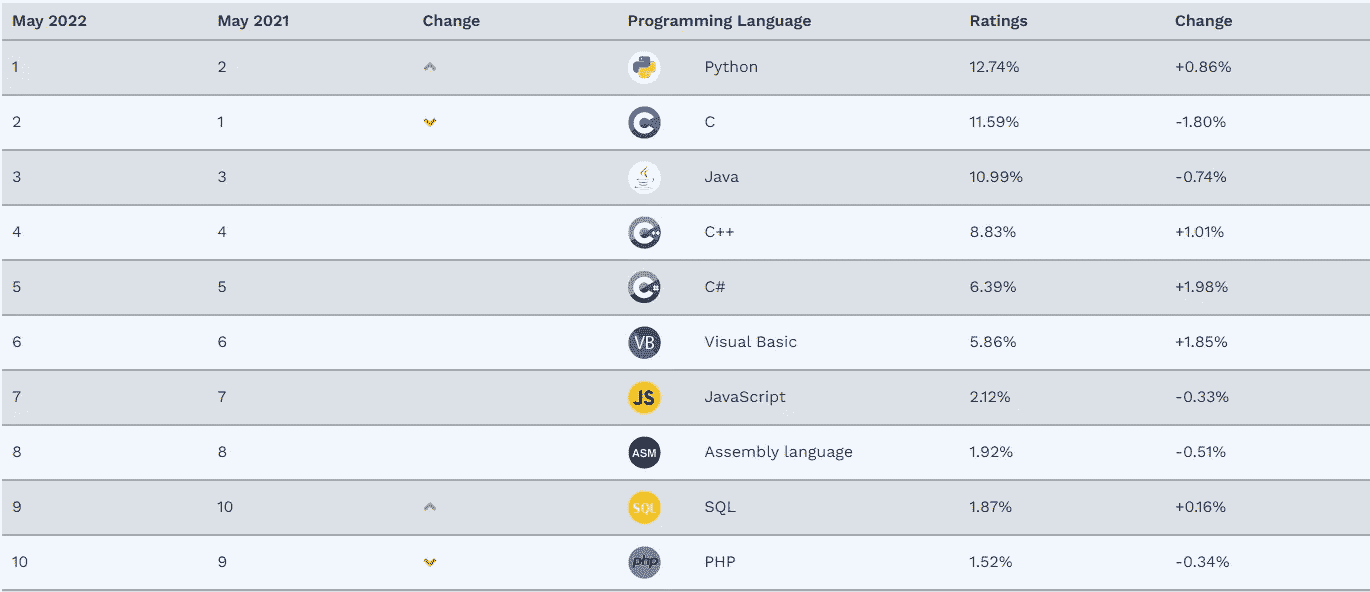 May 2022 May 2021 Change Programming Language Ratings Change
1 2 Python 12.74% +0.86%
2 1 C C 11.59% -1.80%
3 3 Java 10.99% -0.74%
4 4 C++ C++ 8.83% +1.01%
5 5 C# C# 6.39% +1.98%
6 6 VB Visual Basic 5.86% +1.85%
7 7 JS JavaScript 2.12% -0.33%
8 8 ASM Assembly language 1.92% -0.51%
9 10 SQL SQL 1.87% +0.16%
10 9 php PHP 1.52% -0.34%